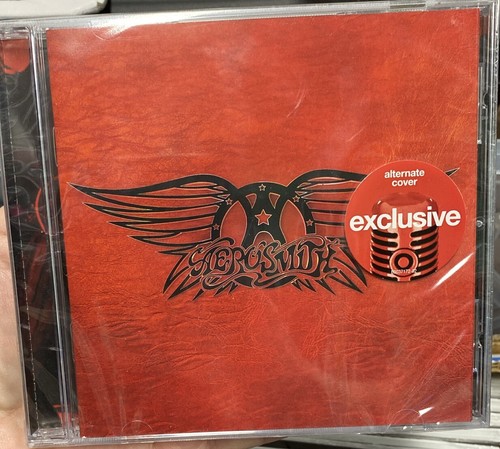 alternate
cover
exclusive
AEROSMITH